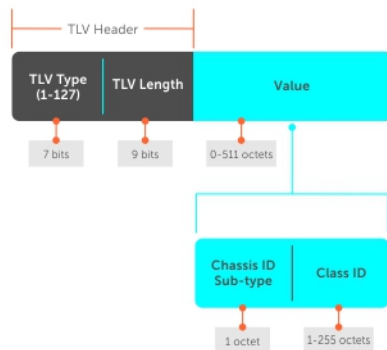 TLV Header
TLV Type
(1-127)
TLV Length
Value
7 bits
9 bits
0-511 octets
Chassis ID
Sub-type
Class ID
1 octet
1-255 octets